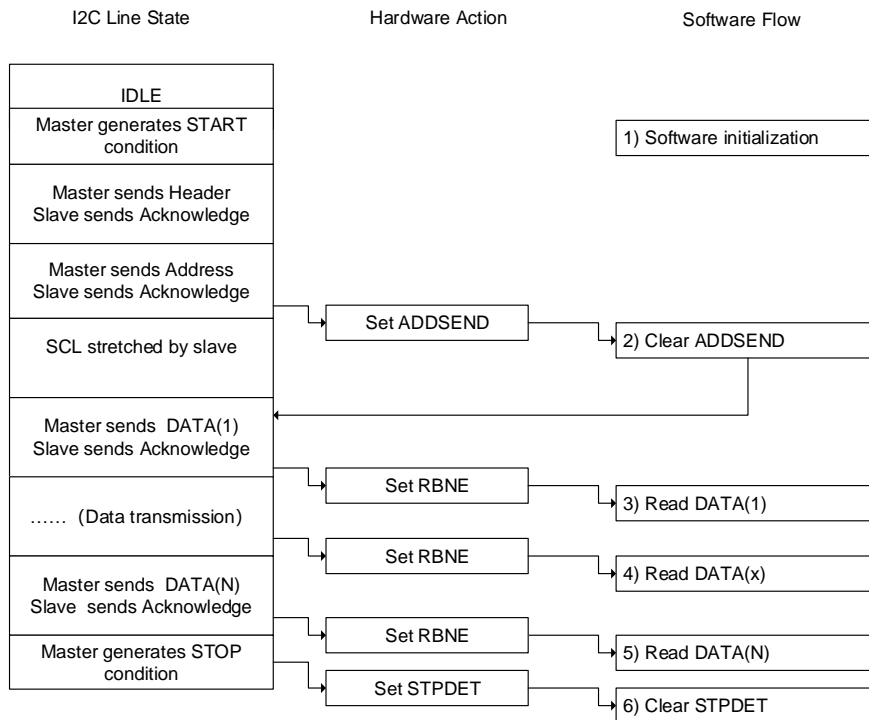 I2C Line State
Hardware Action
Software Flow
IDLE
Master generates START
condition
1) Software initialization
Master sends Header
Slave sends Acknowledge
Master sends Address
Slave sends Acknowledge
Set ADDSEND
SCL stretched by slave
2) Clear ADDSEND
Master sends  DATA(1)
Slave sends Acknowledge
Set RBNE
3) Read DATA(1)
……  (Data transmission)
Set RBNE
4) Read DATA(x)
Master sends  DATA(N)
Slave  sends Acknowledge
Set RBNE
5) Read DATA(N)
Master generates STOP
condition
Set STPDET
6) Clear STPDET